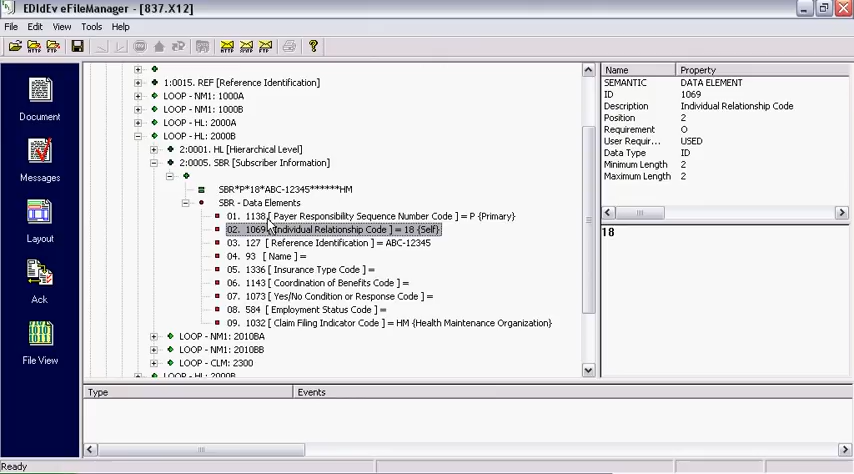 EDIdEv eFileManager - [837.X12]
File Edit View Tools Help
Document
Messages
Layout
Ack
File View
1:0015. REF [Reference Identification]
LOOP - NM1: 1000A
LOOP - NM1: 1000B
LOOP - HL: 2000A
LOOP - HL: 2000B
2:0001. HL [Hierarchical Level]
2:0005. SBR [Subscriber Information]
SBR*P*18*ABC-12345******HM
SBR - Data Elements
01. 1138 [ Payer Responsibility Sequence Number Code ] = P {Primary}
02. 1069 [Individual Relationship Code ] = 18 {Self}
03. 127 [ Reference Identification ] = ABC-12345
04. 93 [ Name ] =
05. 1336 [ Insurance Type Code ] =
06. 1143 [ Coordination of Benefits Code ] =
07. 1073 [ Yes/No Condition or Response Code ] =
08. 584 [ Employment Status Code ] =
09. 1032 [ Claim Filing Indicator Code ] = HM {Health Maintenance Organization}
LOOP - NM1: 2010BA
LOOP - NM1: 2010BB
LOOP - CLM: 2300
LOOP - HL: 2000B
Name Property
SEMANTIC DATA ELEMENT
ID 1069
Description Individual Relationship Code
Position 2
Requirement O
User Requir... USED
Data Type ID
Minimum Length 2
Maximum Length 2
18
Type Events
Ready